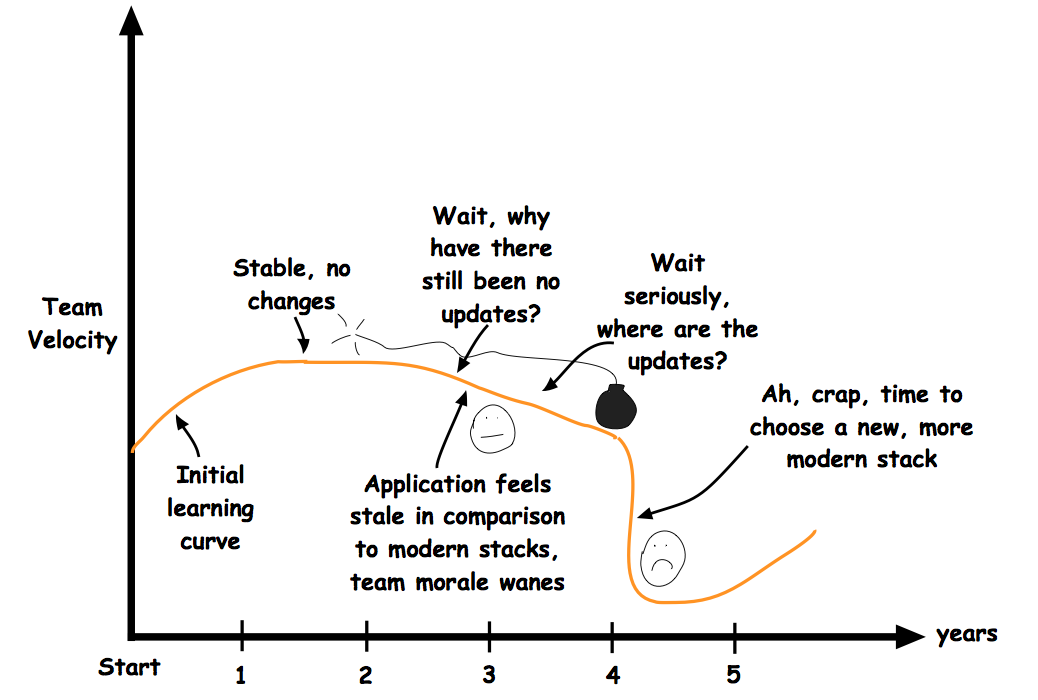 Wait, why
have there
still been no
updates?
Stable, no
changes
Wait
seriously,
where are the
updates?
Team
Velocity
Ah, crap, time to
choose a new, more
modern stack
Initial
learning
curve
Application feels
stale in comparison
to modern stacks,
team morale wanes
years
Start
1
2
3
4
5